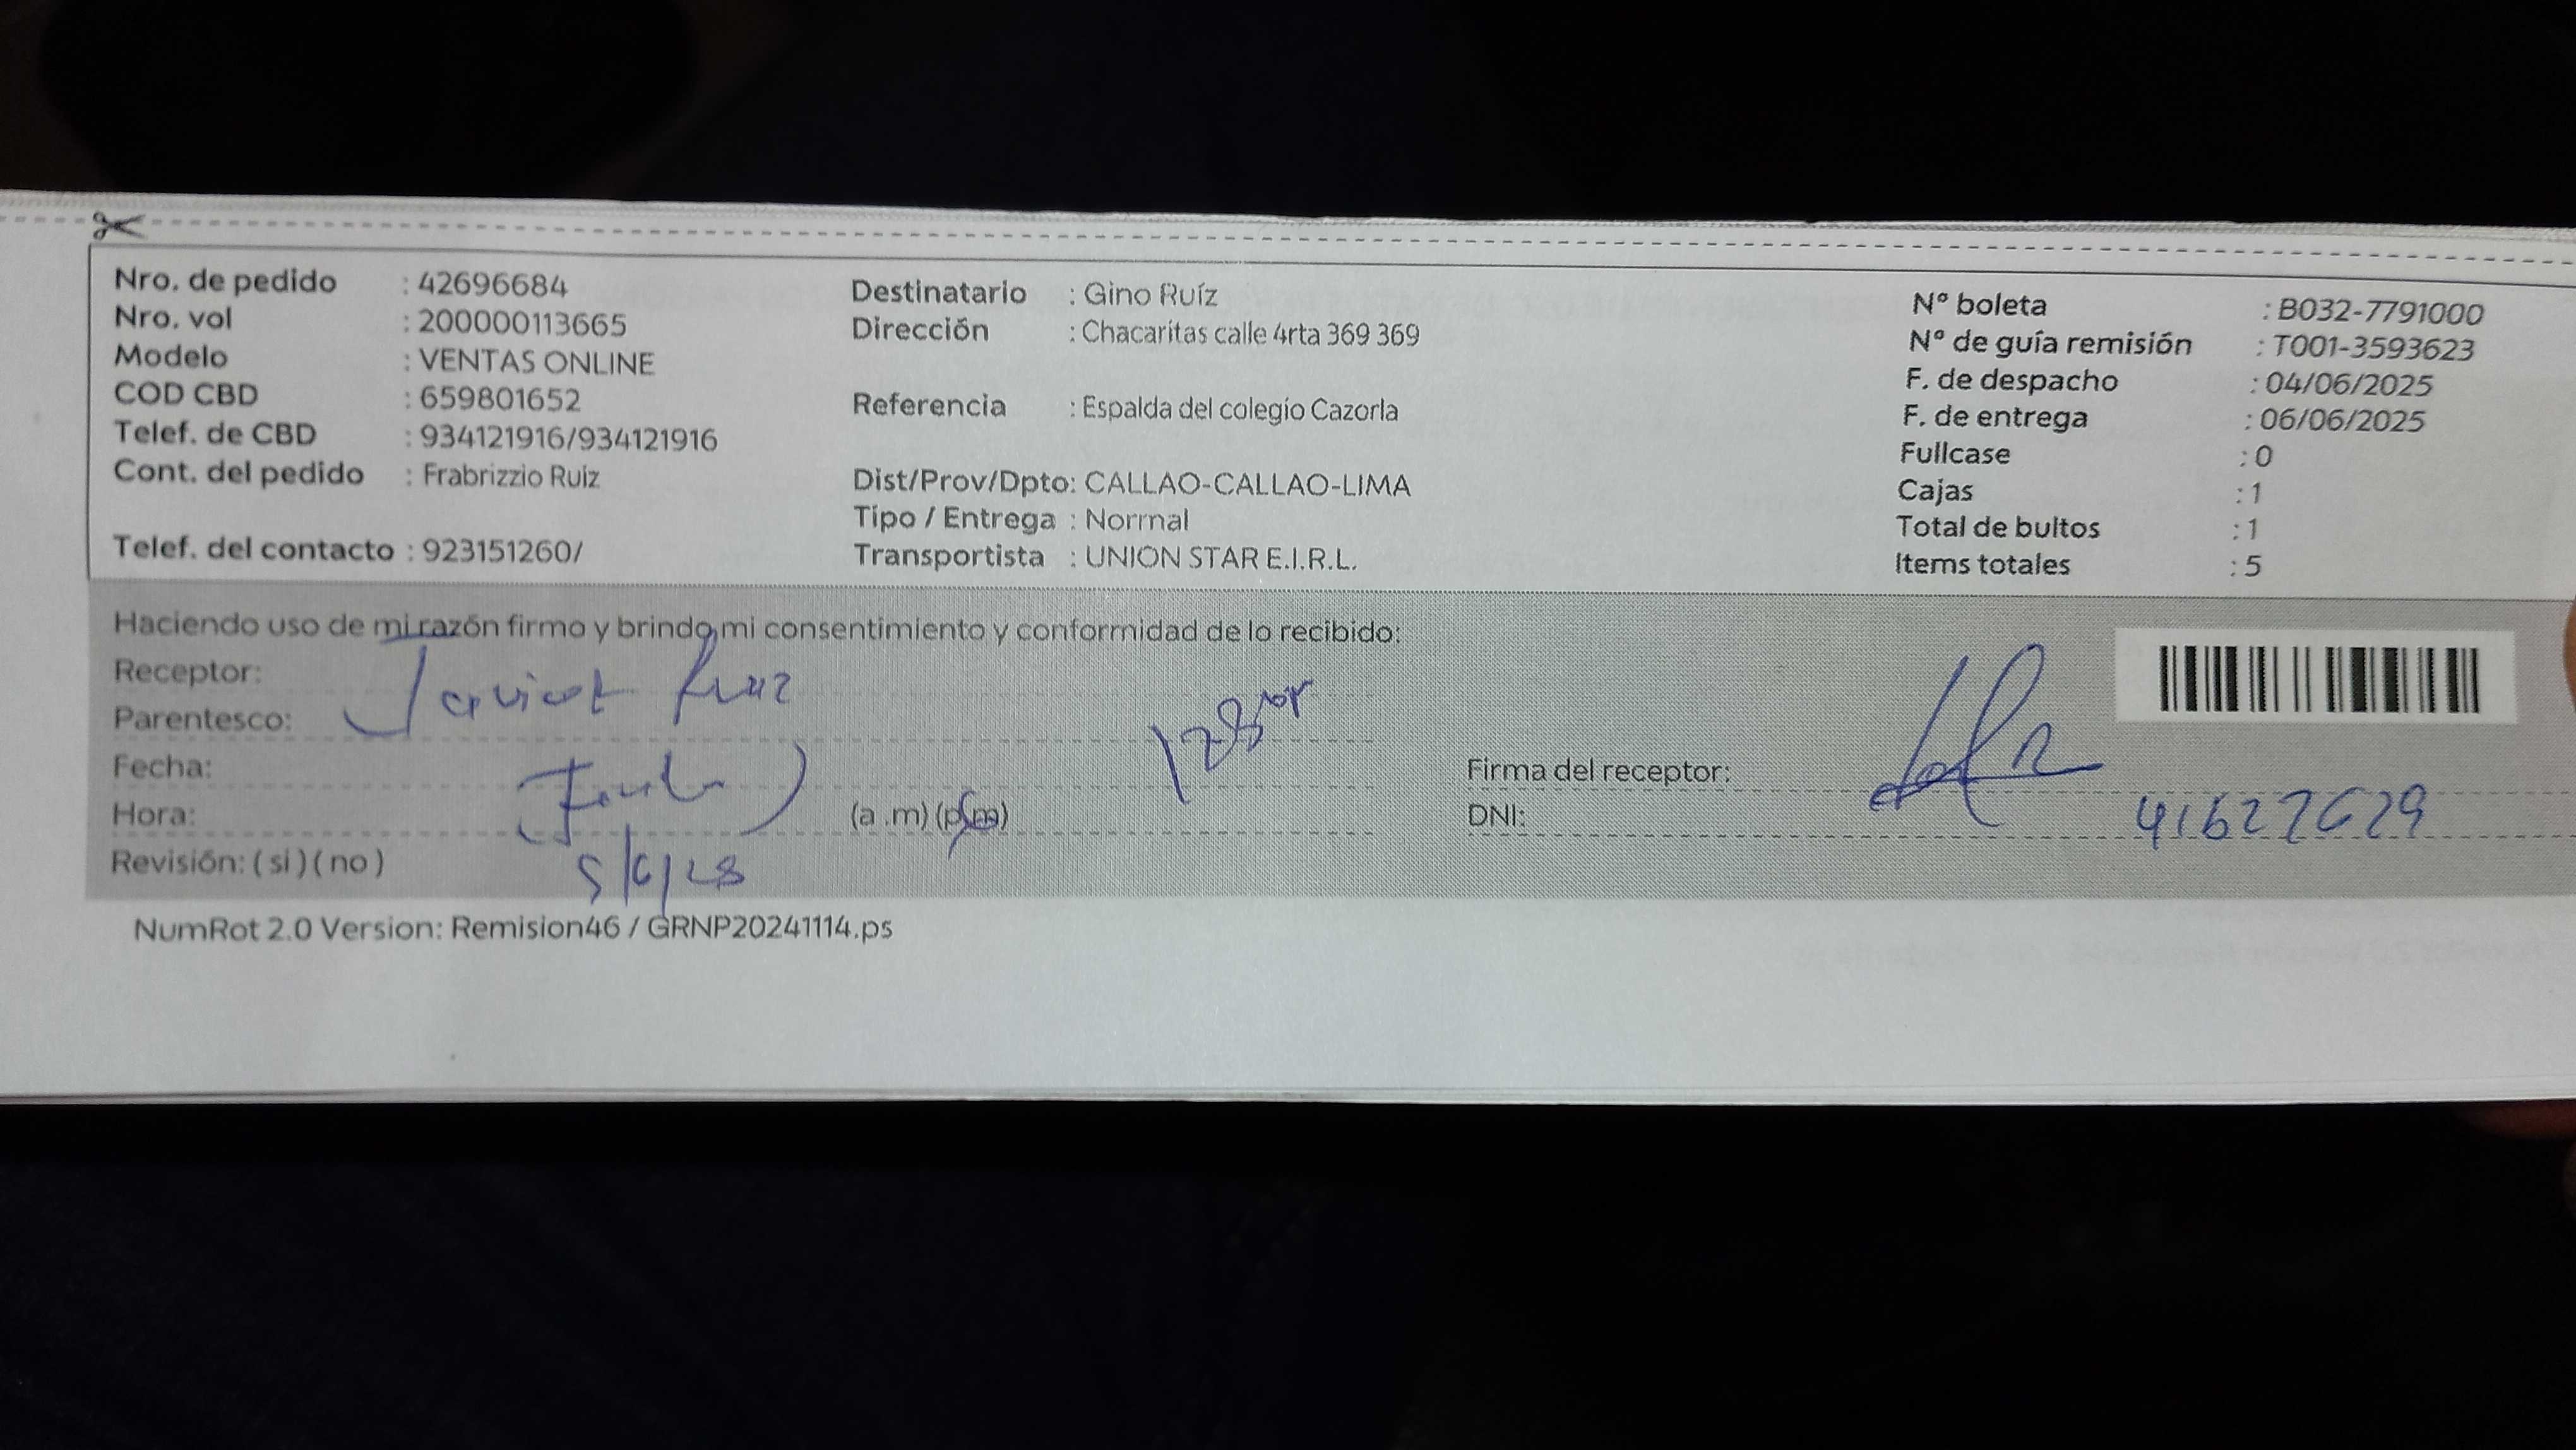 Nro. de pedido : 42696684
Nro. vol : 200000113665
Modelo : VENTAS ONLINE
COD CBD : 659801652
Telef. de CBD : 934121916/934121916
Cont. del pedido : Frabrizzio Ruiz
Telef. del contacto : 923151260/
Destinatario : Gino Ruíz
Dirección : Chacaritas calle 4rta 369 369
Referencia : Espalda del colegio Cazorla
Dist/Prov/Dpto: CALLAO-CALLAO-LIMA
Tipo / Entrega : Normal
Transportista : UNION STAR E.I.R.L.
N° boleta : B032-7791000
N° de guía remisión : T001-3593623
F. de despacho : 04/06/2025
F. de entrega : 06/06/2025
Fullcase : 0
Cajas : 1
Total de bultos : 1
Items totales : 5
Haciendo uso de mi razón firmo y brindo mi consentimiento y conformidad de lo recibido:
Receptor: Ruiz
Parentesco:
Fecha:
Hora: (a .m) (p.m)
Revisión: ( si ) ( no )
Firma del receptor:
DNI: 41627629
NumRot 2.0 Version: Remision46 / GRNP20241114.ps